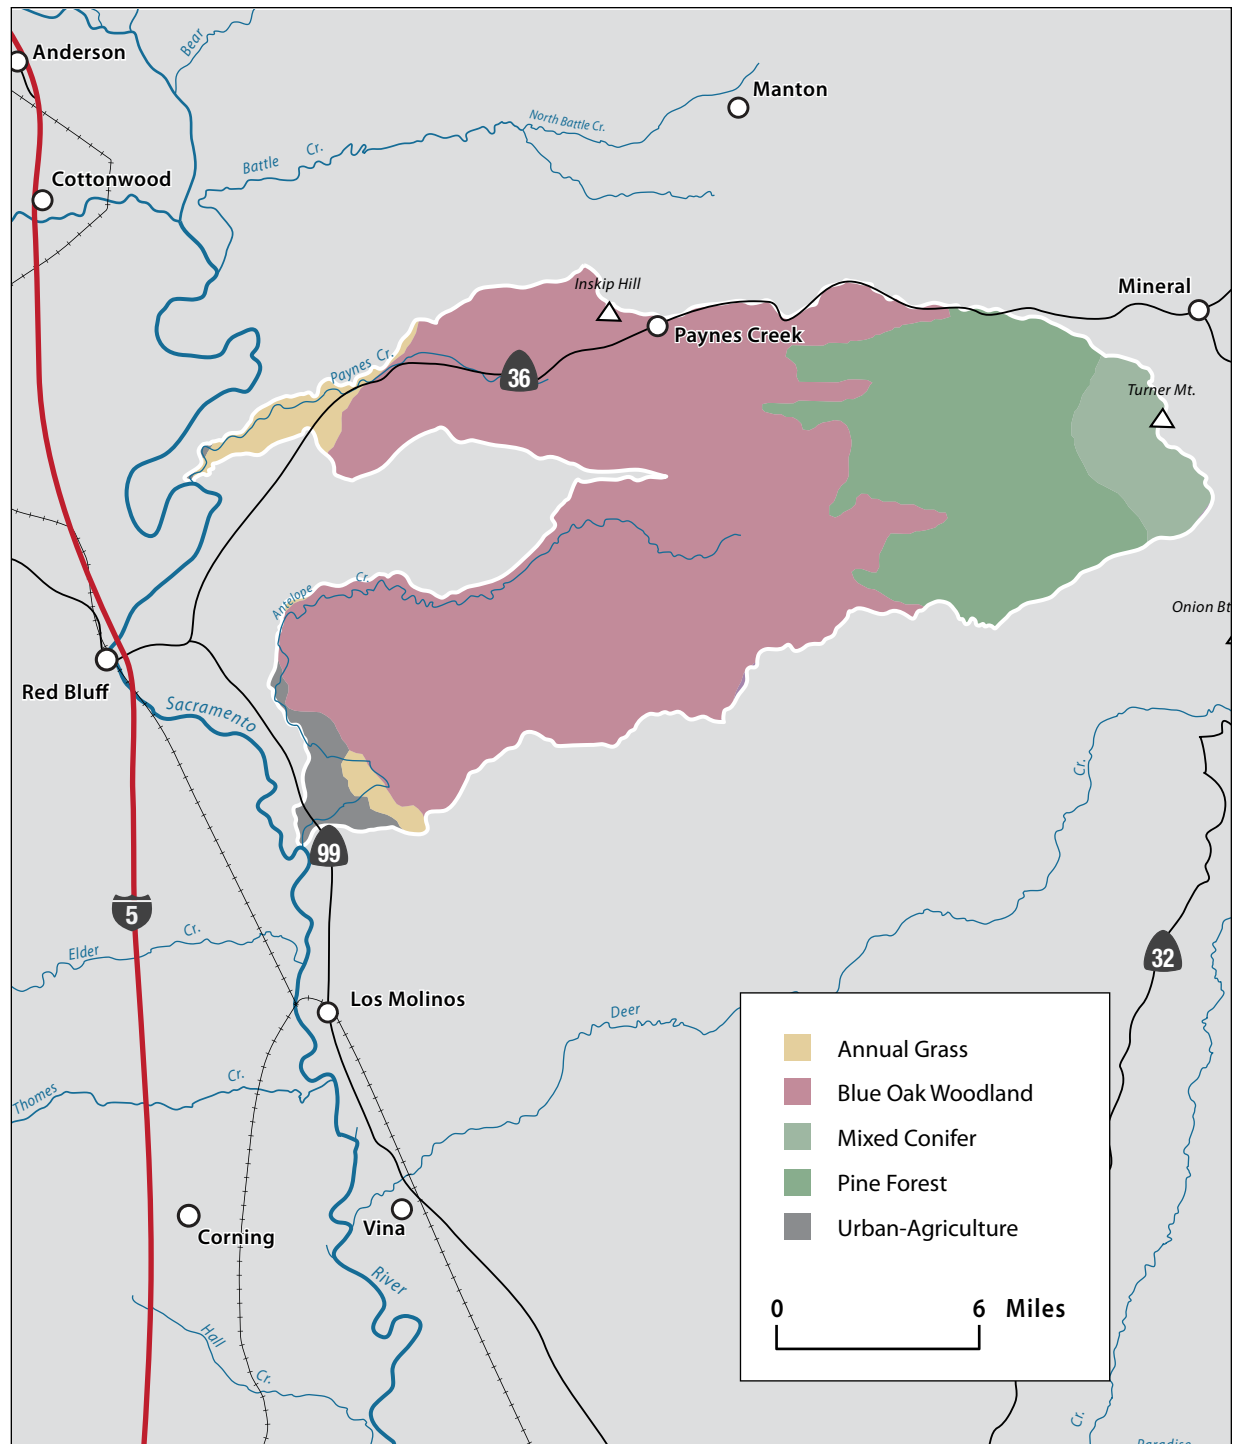 Anderson
Bear
Manton
North Battle Cr.
Battle Cr.
Cottonwood
Inskip Hill
Mineral
Paynes Creek
Paynes Cr.
36
Turner Mt.
Antelope Cr.
Onion Bt
Red Bluff
Sacramento
Cr.
99
5
Elder Cr.
32
Los Molinos
Deer
Thomes Cr.
Corning
Vina
River
Hall Cr.
Cr.
Annual Grass
Blue Oak Woodland
Mixed Conifer
Pine Forest
Urban-Agriculture
0 6 Miles